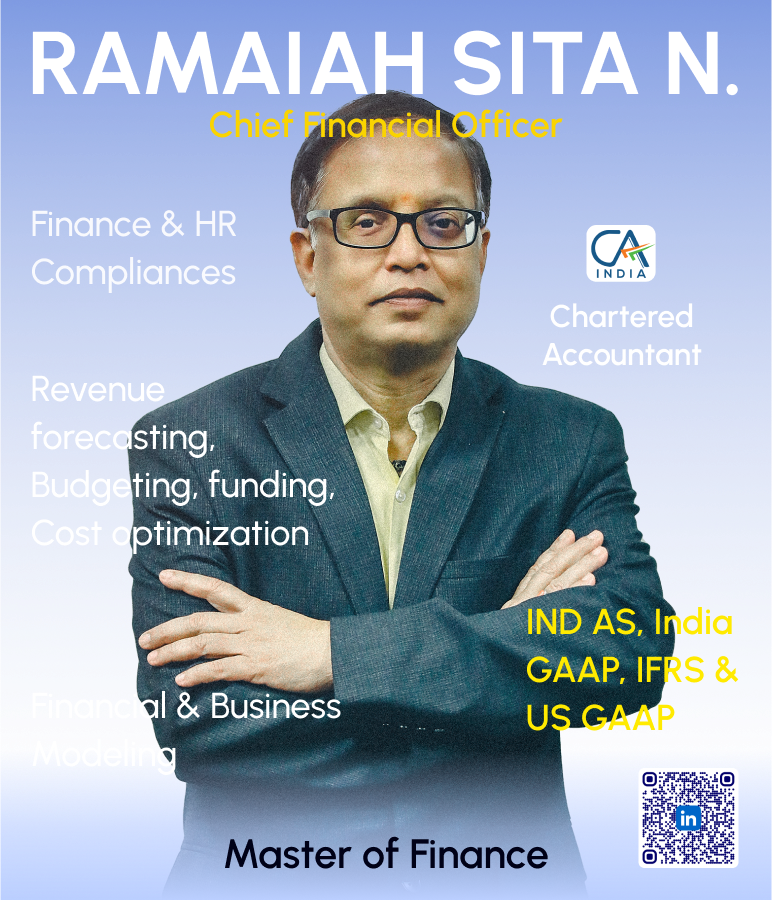 RAMAIAH SITA N.
Chief Financial Officer
Finance & HR
Compliances
CA
INDIA
Chartered
Accountant
Revenue
forecasting,
Budgeting, funding,
Cost optimization
IND AS, India
GAAP, IFRS &
US GAAP
Financial & Business
Modeling
in
Master of Finance